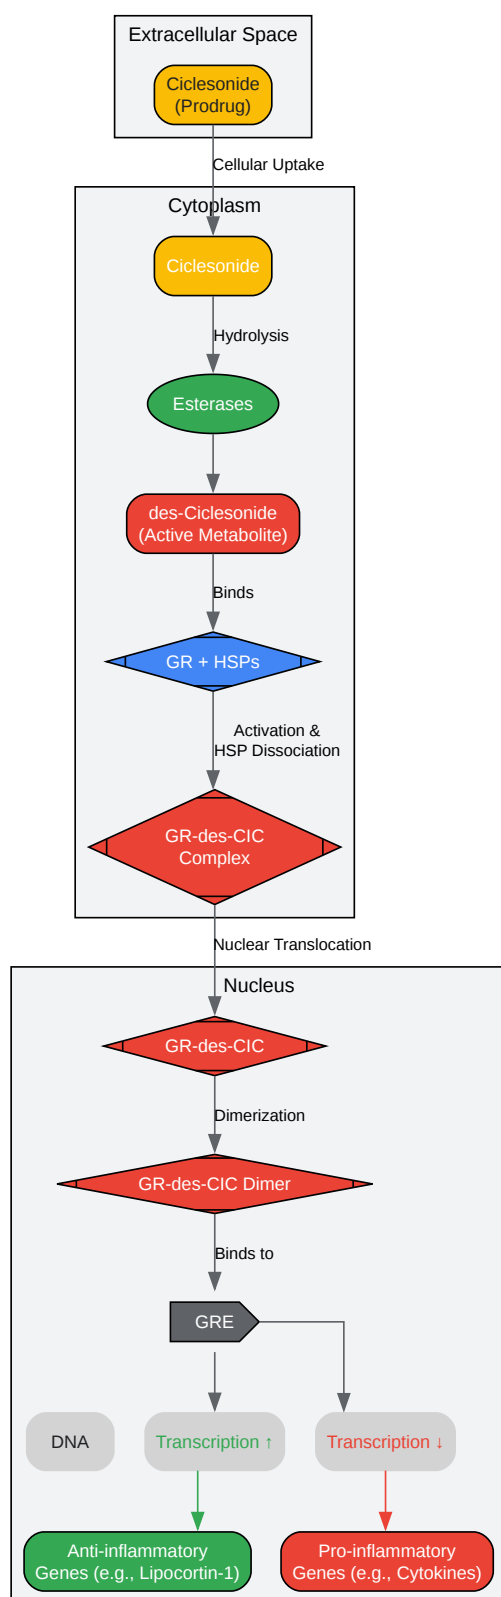 Extracellular Space
Ciclesonide
(Prodrug)
Cellular Uptake
Cytoplasm
Ciclesonide
Hydrolysis
Esterases
des-Ciclesonide
(Active Metabolite)
Binds
GR + HSPs
Activation &
HSP Dissociation
GR-des-CIC
Complex
Nuclear Translocation
Nucleus
GR-des-CIC
Dimerization
GR-des-CIC Dimer
Binds to
GRE
DNA
Transcription ↑
Transcription ↓
Anti-inflammatory
Genes (e.g., Lipocortin-1)
Pro-inflammatory
Genes (e.g., Cytokines)